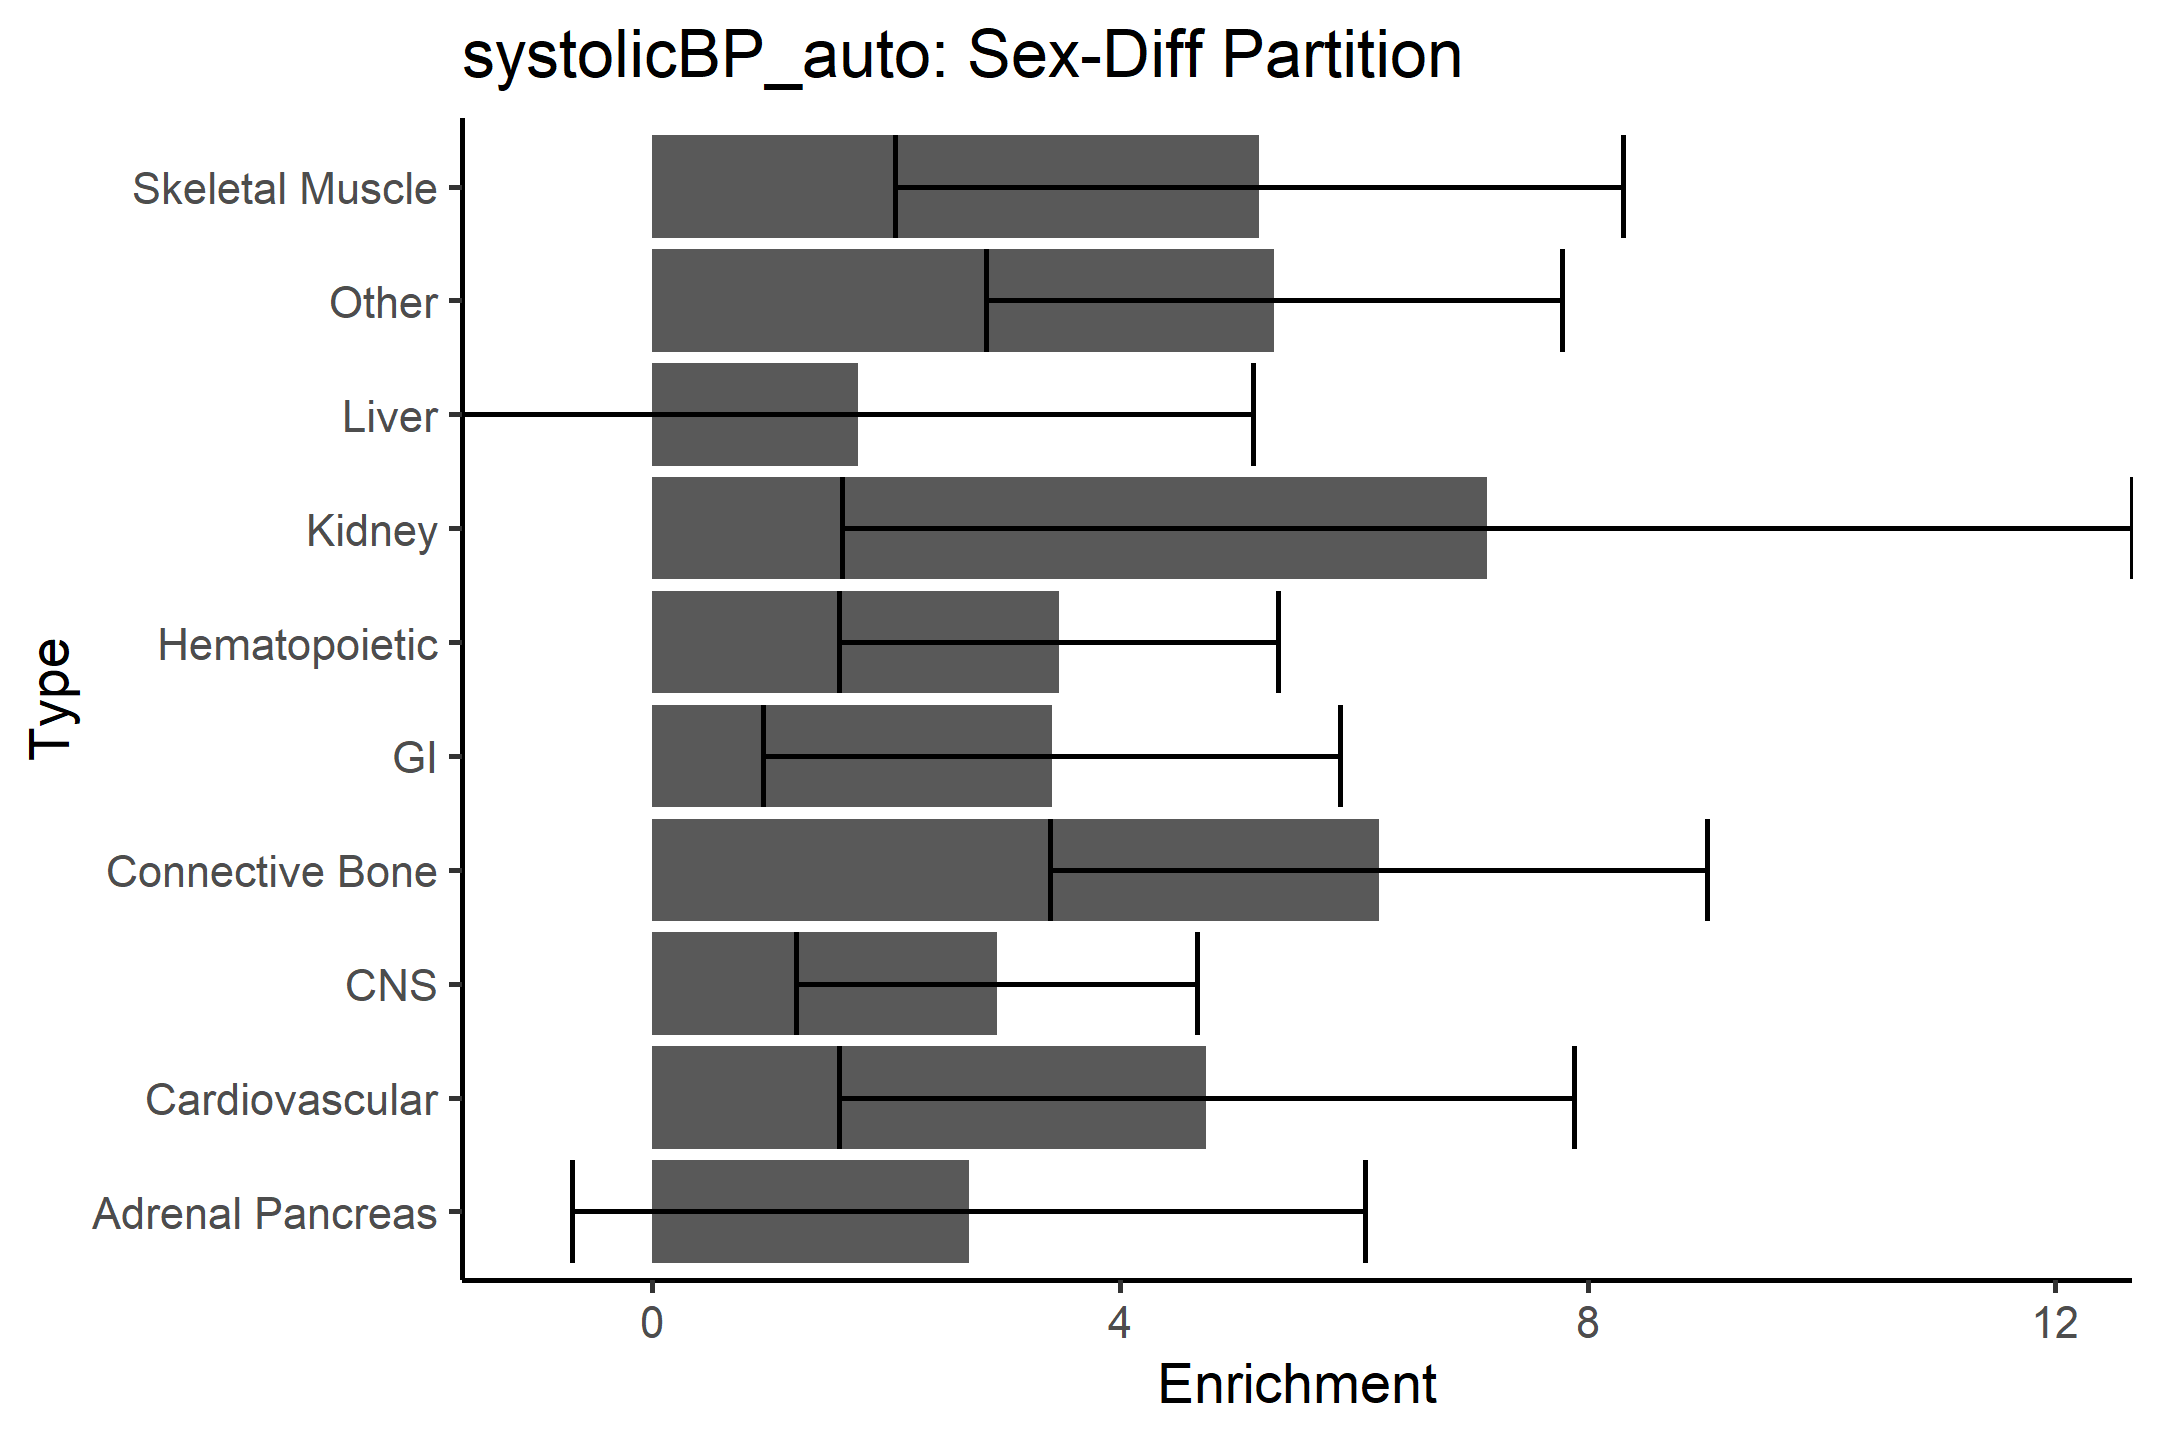 systolicBP_auto: Sex-Diff Partition
Skeletal Muscle
Other
Liver
Kidney
Hematopoietic
GI
Connective Bone
CNS
Cardiovascular
Adrenal Pancreas
Type
0 4 8 12
Enrichment